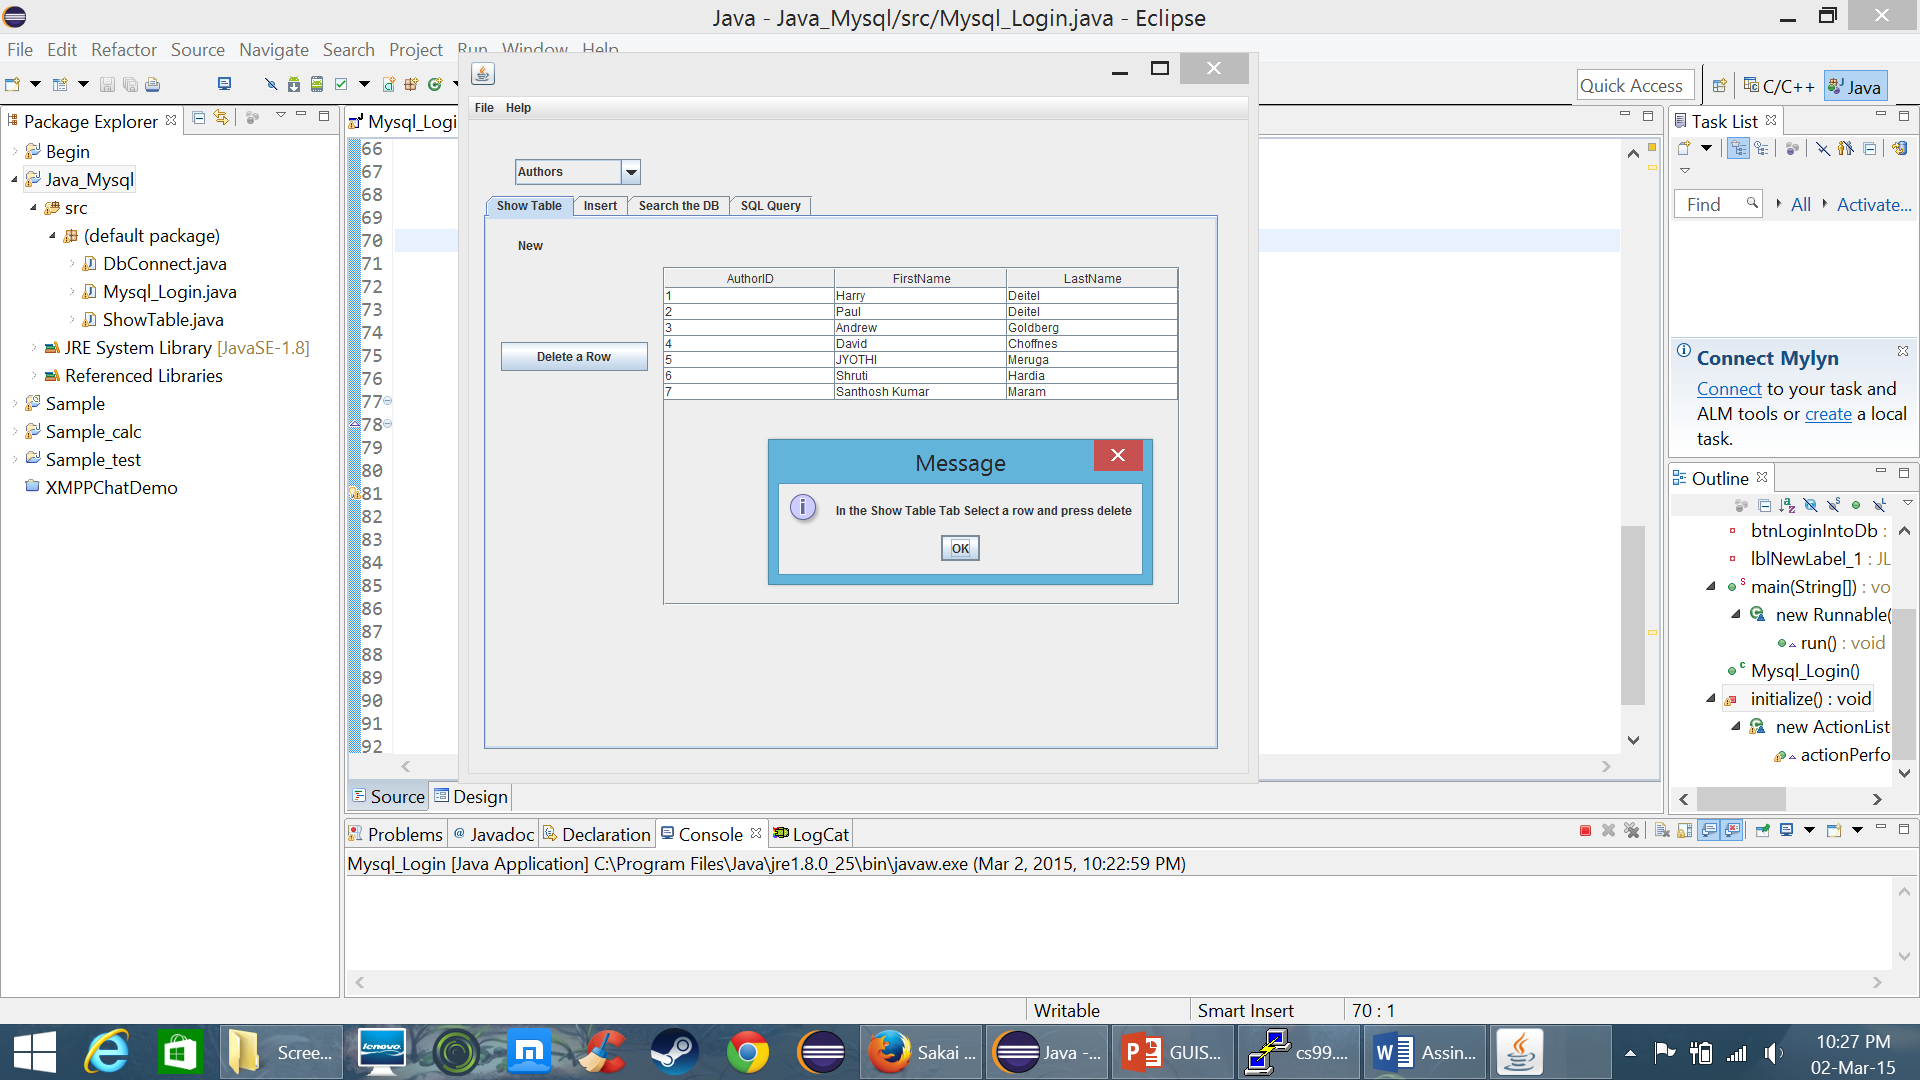 Java - Java_Mysql/src/Mysql_Login.java - Eclipse
File Edit Refactor Source Navigate Search Project Run Window Help
Quick Access
C/C++
Java
Package Explorer
Begin
Java_Mysql
src
(default package)
DbConnect.java
Mysql_Login.java
ShowTable.java
JRE System Library [JavaSE-1.8]
Referenced Libraries
Sample
Sample_calc
Sample_test
XMPPChatDemo
Mysql_Logi
66
67
68
69
70
71
72
73
74
75
76
77
78
79
80
81
82
83
84
85
86
87
88
89
90
91
92
File Help
Authors
Show Table Insert Search the DB SQL Query
New
Delete a Row
AuthorID FirstName LastName
1 Harry Deitel
2 Paul Deitel
3 Andrew Goldberg
4 David Choffnes
5 JYOTHI Meruga
6 Shruti Hardia
7 Santhosh Kumar Maram
Message
In the Show Table Tab Select a row and press delete
OK
Source Design
Task List
Find All Activate...
Connect Mylyn
Connect to your task and
ALM tools or create a local
task.
Outline
btnLoginIntoDb :
lblNewLabel_1 : JL
main(String[]) : vo
new Runnable(
run() : void
Mysql_Login()
initialize() : void
new ActionList
actionPerfo
Problems Javadoc Declaration Console LogCat
Mysql_Login [Java Application] C:\Program Files\Java\jre1.8.0_25\bin\javaw.exe (Mar 2, 2015, 10:22:59 PM)
Writable Smart Insert 70 : 1
Scree... lenovo Sakai ... Java -... GUIS... cs99.... Assin...
10:27 PM
02-Mar-15